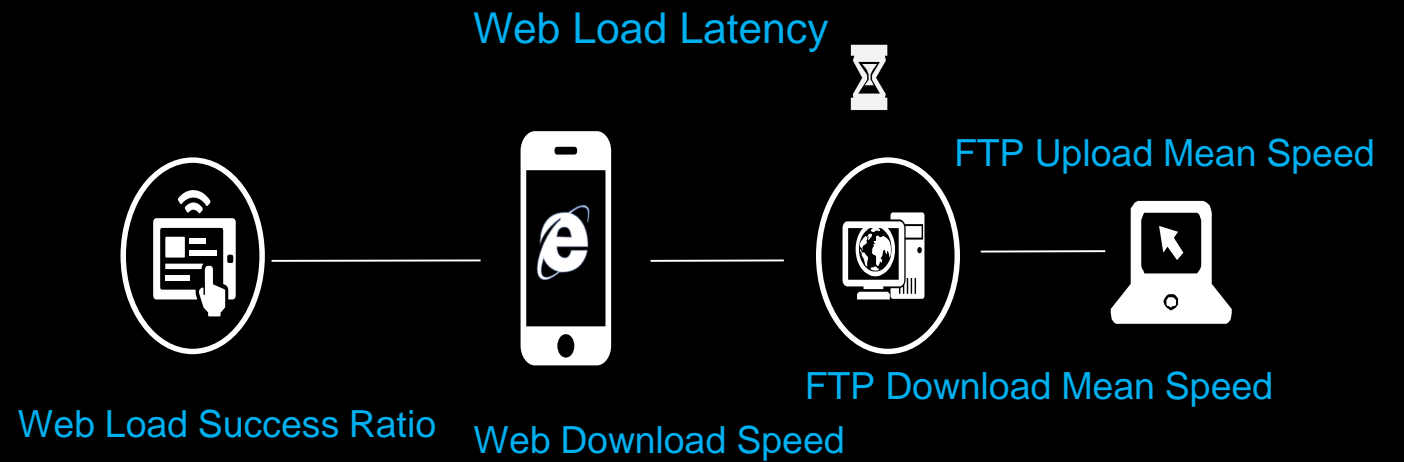 Web Load Latency
FTP Upload Mean Speed
FTP Download Mean Speed
Web Load Success Ratio
Web Download Speed